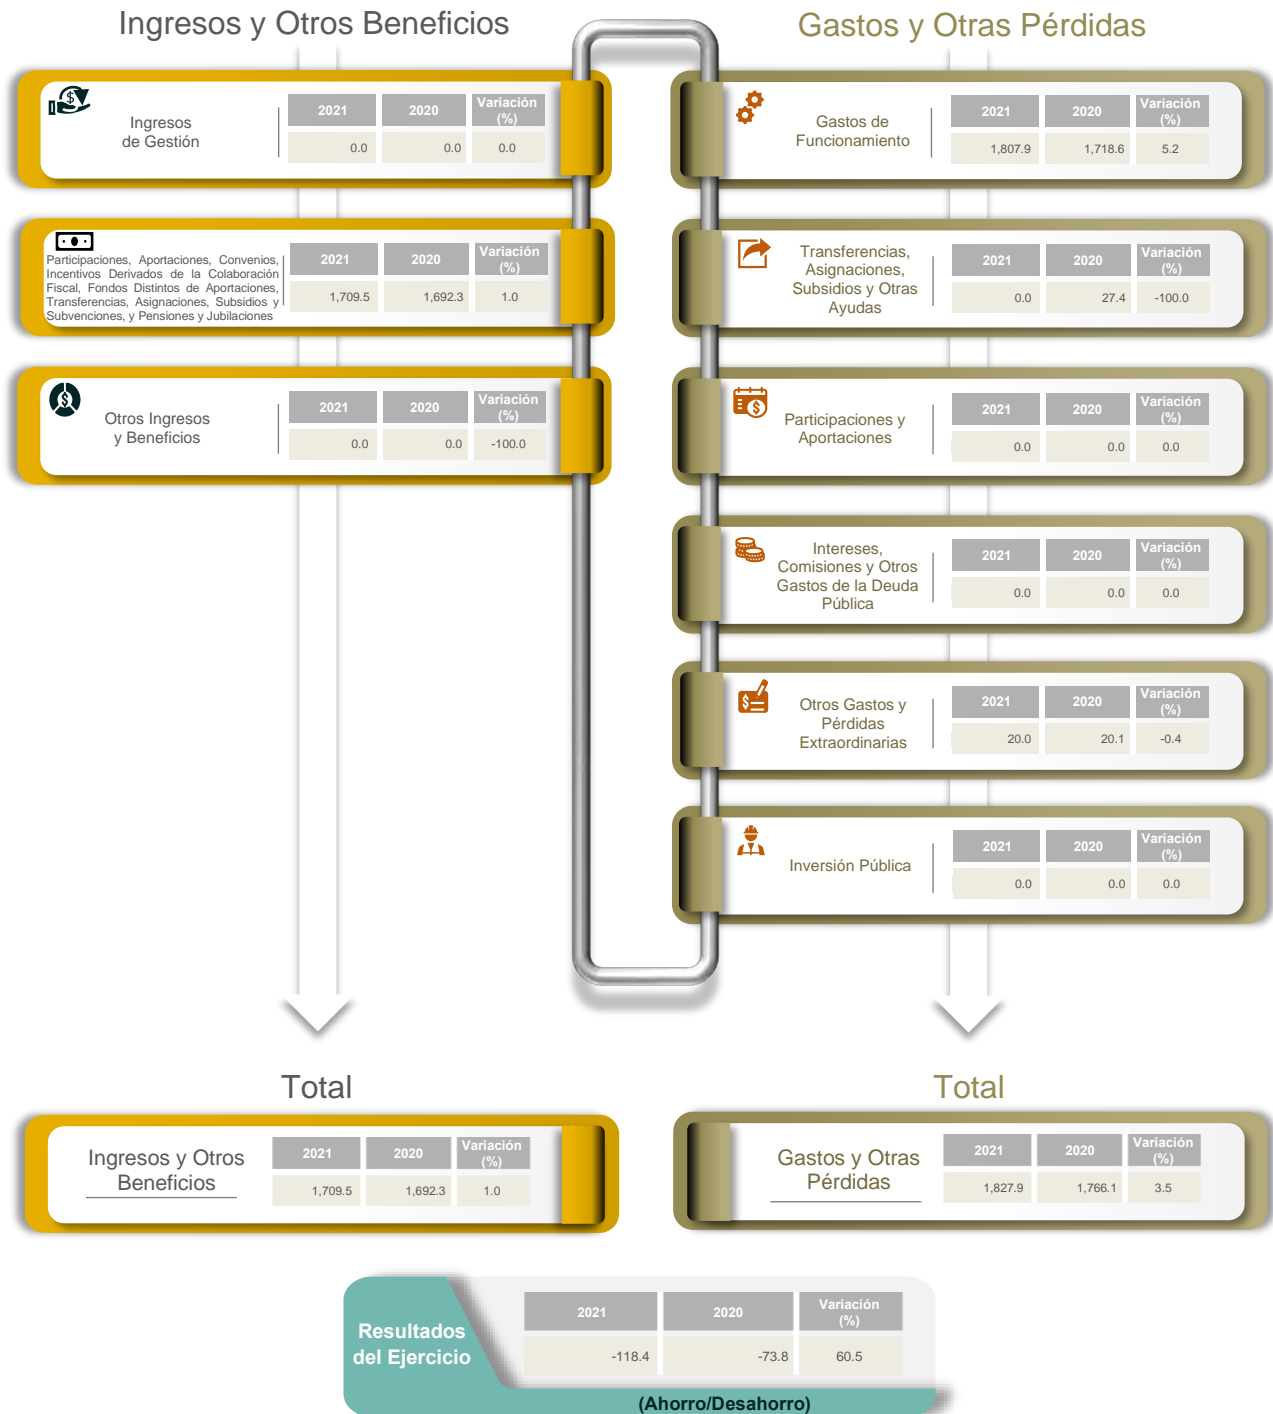 Ingresos y Otros Beneficios
Ingresos
de Gestión
2021 2020 Variación (%)
0.0 0.0 0.0
Participaciones, Aportaciones, Convenios,
Incentivos Derivados de la Colaboración
Fiscal, Fondos Distintos de Aportaciones,
Transferencias, Asignaciones, Subsidios y
Subvenciones, y Pensiones y Jubilaciones
2021 2020 Variación (%)
1,709.5 1,692.3 1.0
Otros Ingresos
y Beneficios
2021 2020 Variación (%)
0.0 0.0 -100.0
Gastos y Otras Pérdidas
Gastos de
Funcionamiento
2021 2020 Variación (%)
1,807.9 1,718.6 5.2
Transferencias,
Asignaciones,
Subsidios y Otras
Ayudas
2021 2020 Variación (%)
0.0 27.4 -100.0
Participaciones y
Aportaciones
2021 2020 Variación (%)
0.0 0.0 0.0
Intereses,
Comisiones y Otros
Gastos de la Deuda
Pública
2021 2020 Variación (%)
0.0 0.0 0.0
Otros Gastos y
Pérdidas
Extraordinarias
2021 2020 Variación (%)
20.0 20.1 -0.4
Inversión Pública
2021 2020 Variación (%)
0.0 0.0 0.0
Total
Ingresos y Otros
Beneficios
2021 2020 Variación (%)
1,709.5 1,692.3 1.0
Total
Gastos y Otras
Pérdidas
2021 2020 Variación (%)
1,827.9 1,766.1 3.5
Resultados
del Ejercicio
2021 2020 Variación (%)
-118.4 -73.8 60.5
(Ahorro/Desahorro)